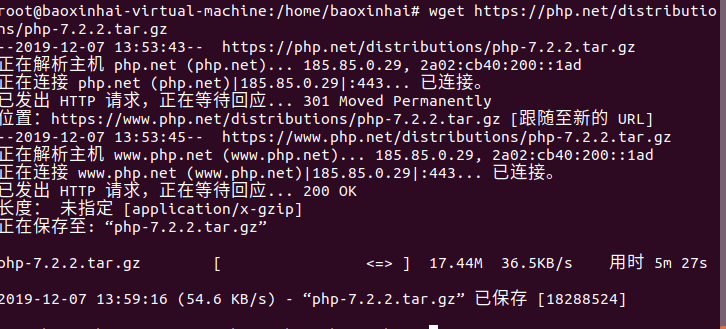 root@baoxinhai-virtual-machine:/home/baoxinhai# wget https://php.net/distributio
ns/php-7.2.2.tar.gz
--2019-12-07 13:53:43--  https://php.net/distributions/php-7.2.2.tar.gz
正在解析主机 php.net (php.net)... 185.85.0.29, 2a02:cb40:200::1ad
正在连接 php.net (php.net)|185.85.0.29|:443... 已连接。
已发出 HTTP 请求，正在等待回应... 301 Moved Permanently
位置：https://www.php.net/distributions/php-7.2.2.tar.gz [跟随至新的 URL]
--2019-12-07 13:53:45--  https://www.php.net/distributions/php-7.2.2.tar.gz
正在解析主机 www.php.net (www.php.net)... 185.85.0.29, 2a02:cb40:200::1ad
正在连接 www.php.net (www.php.net)|185.85.0.29|:443... 已连接。
已发出 HTTP 请求，正在等待回应... 200 OK
长度： 未指定 [application/x-gzip]
正在保存至: “php-7.2.2.tar.gz”
php-7.2.2.tar.gz        [                <=> ]  17.44M  36.5KB/s    用时 5m 27s
2019-12-07 13:59:16 (54.6 KB/s) - “php-7.2.2.tar.gz” 已保存 [18288524]